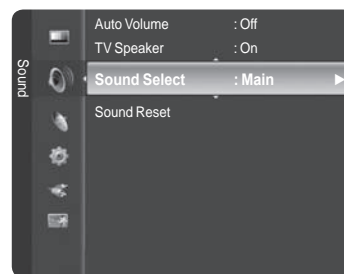 Sound
Auto Volume : Off
TV Speaker : On
Sound Select : Main
Sound Reset